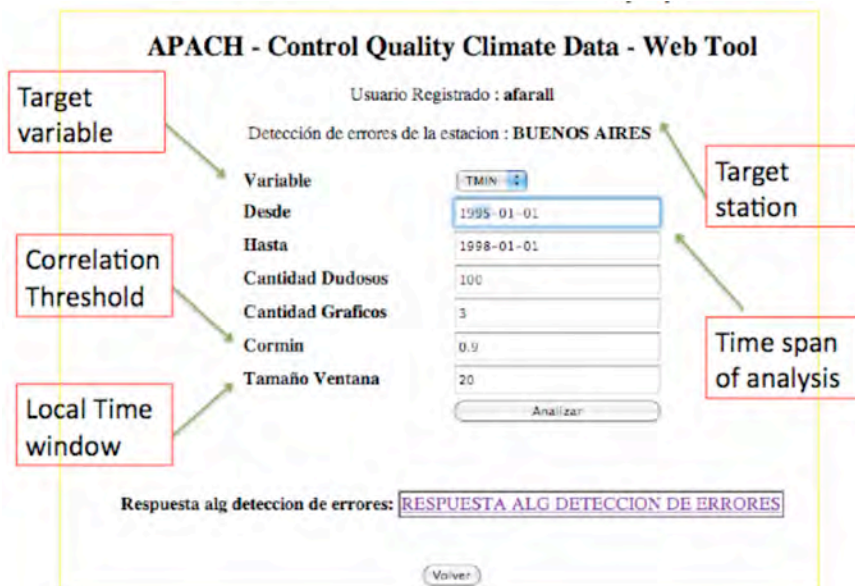 APACH - Control Quality Climate Data - Web Tool
Usuario Registrado : afarall
Target
variable
Detección de errores de la estacion : BUENOS AIRES
Target
station
Variable TMIN
Desde 1995-01-01
Hasta 1998-01-01
Correlation
Threshold
Cantidad Dudosos 100
Cantidad Graficos 3
Time span
of analysis
Cormin 0.9
Tamaño Ventana 20
Local Time
window
Analizar
Respuesta alg deteccion de errores: RESPUESTA ALG DETECCION DE ERRORES
Volver